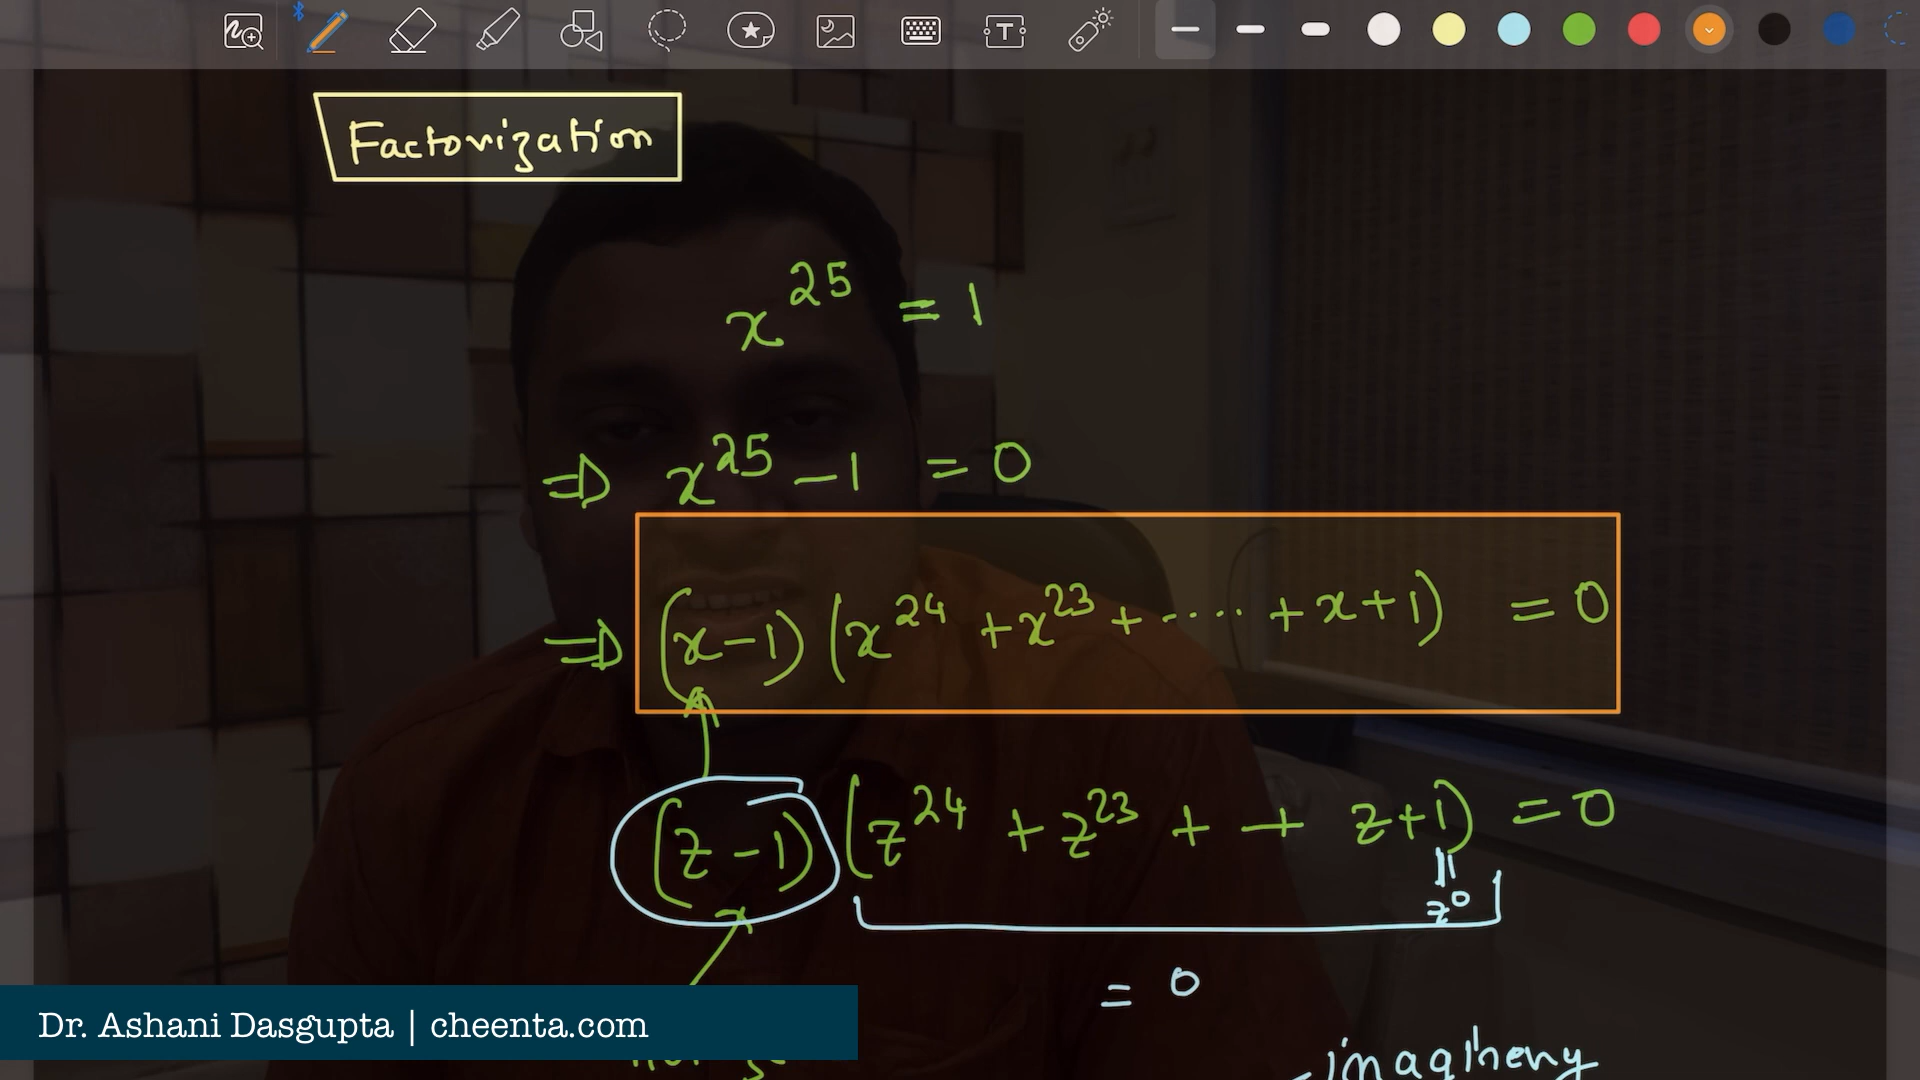 Factorization
x^25 = 1
⇒ x^25 − 1 = 0
⇒ (x−1) (x^24 + x^23 + ····· + x+1) = 0
(z −1) (z^24 + z^23 + — + z+1) = 0
|| z^0
= 0
Dr. Ashani Dasgupta | cheenta.com